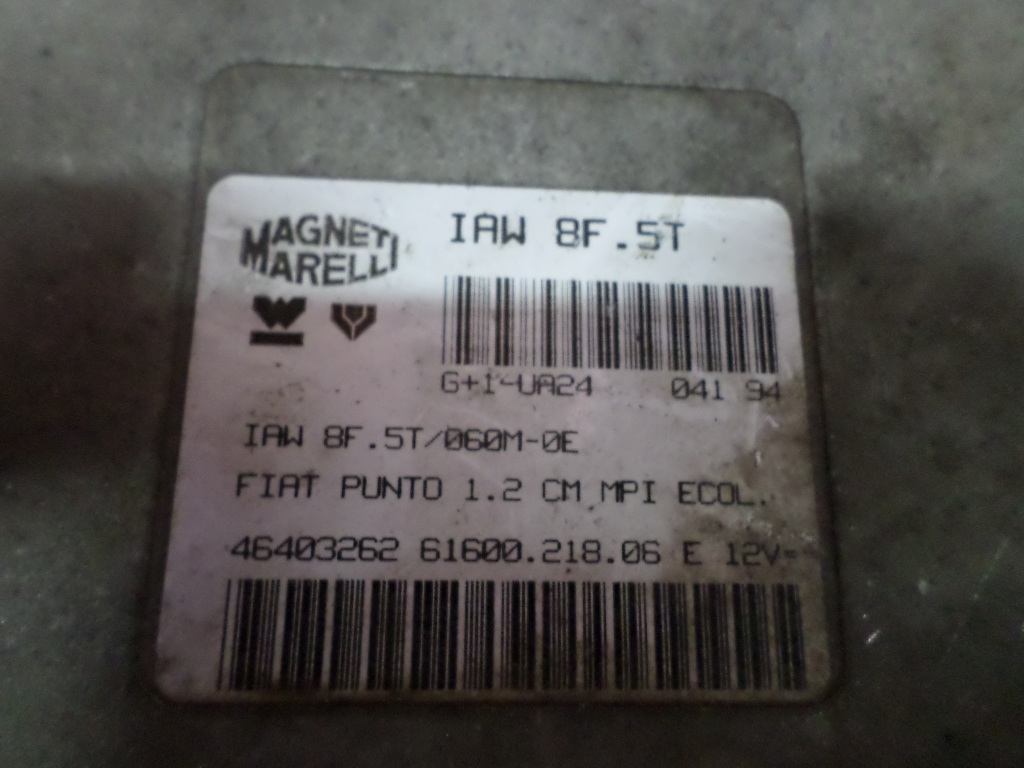 MAGNETI
MARELLI
IAW 8F.5T
G+1-UA24 041 94
IAW 8F.5T/060M-0E
FIAT PUNTO 1.2 CM MPI ECOL.
46403262 61600.218.06 E 12V=